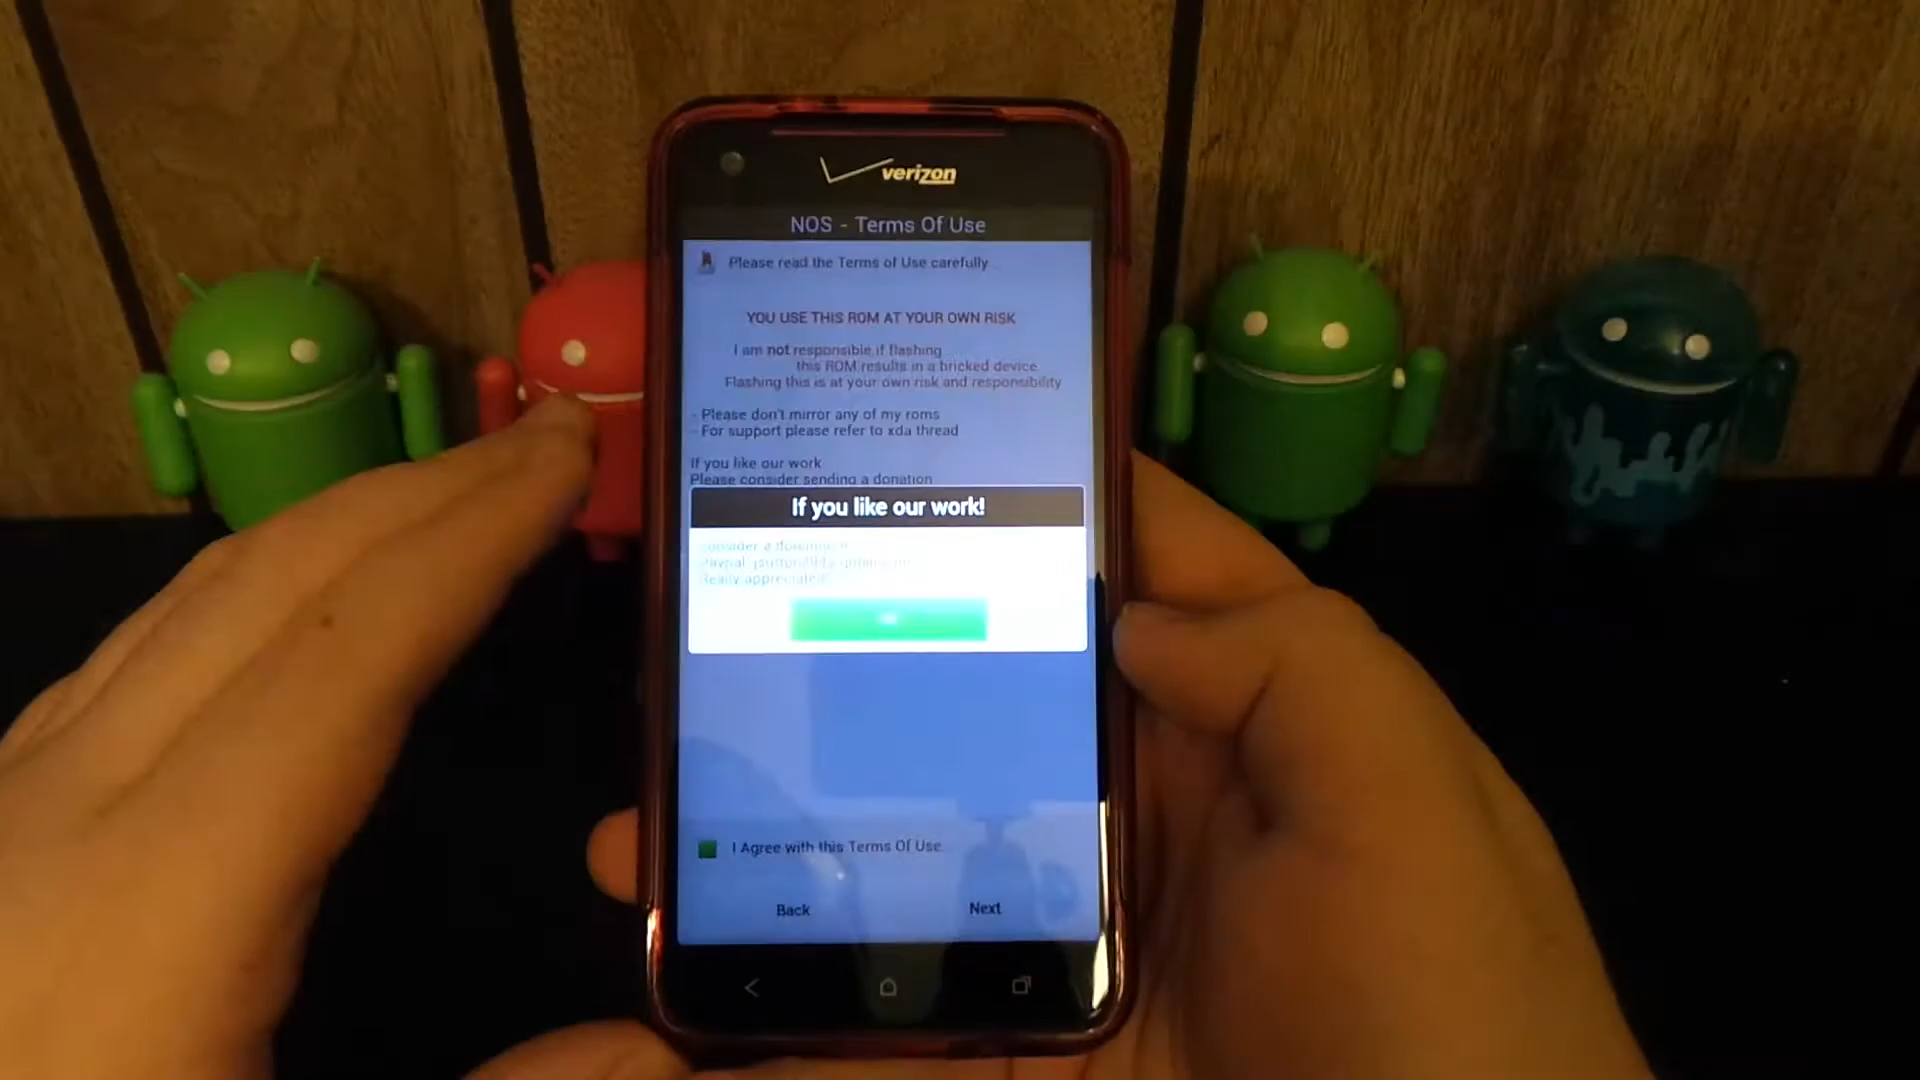 verizon
NOS - Terms Of Use
Please read the Terms of Use carefully
YOU USE THIS ROM AT YOUR OWN RISK
I am not responsible if flashing
this ROM results in a bricked device
Flashing this is at your own risk and responsibility
- Please don't mirror any of my roms
- For support please refer to xda thread
If you like our work
Please consider sending a donation
If you like our work!
Consider a
Paypal:
Really appreciated
I Agree with this Terms Of Use
Back
Next